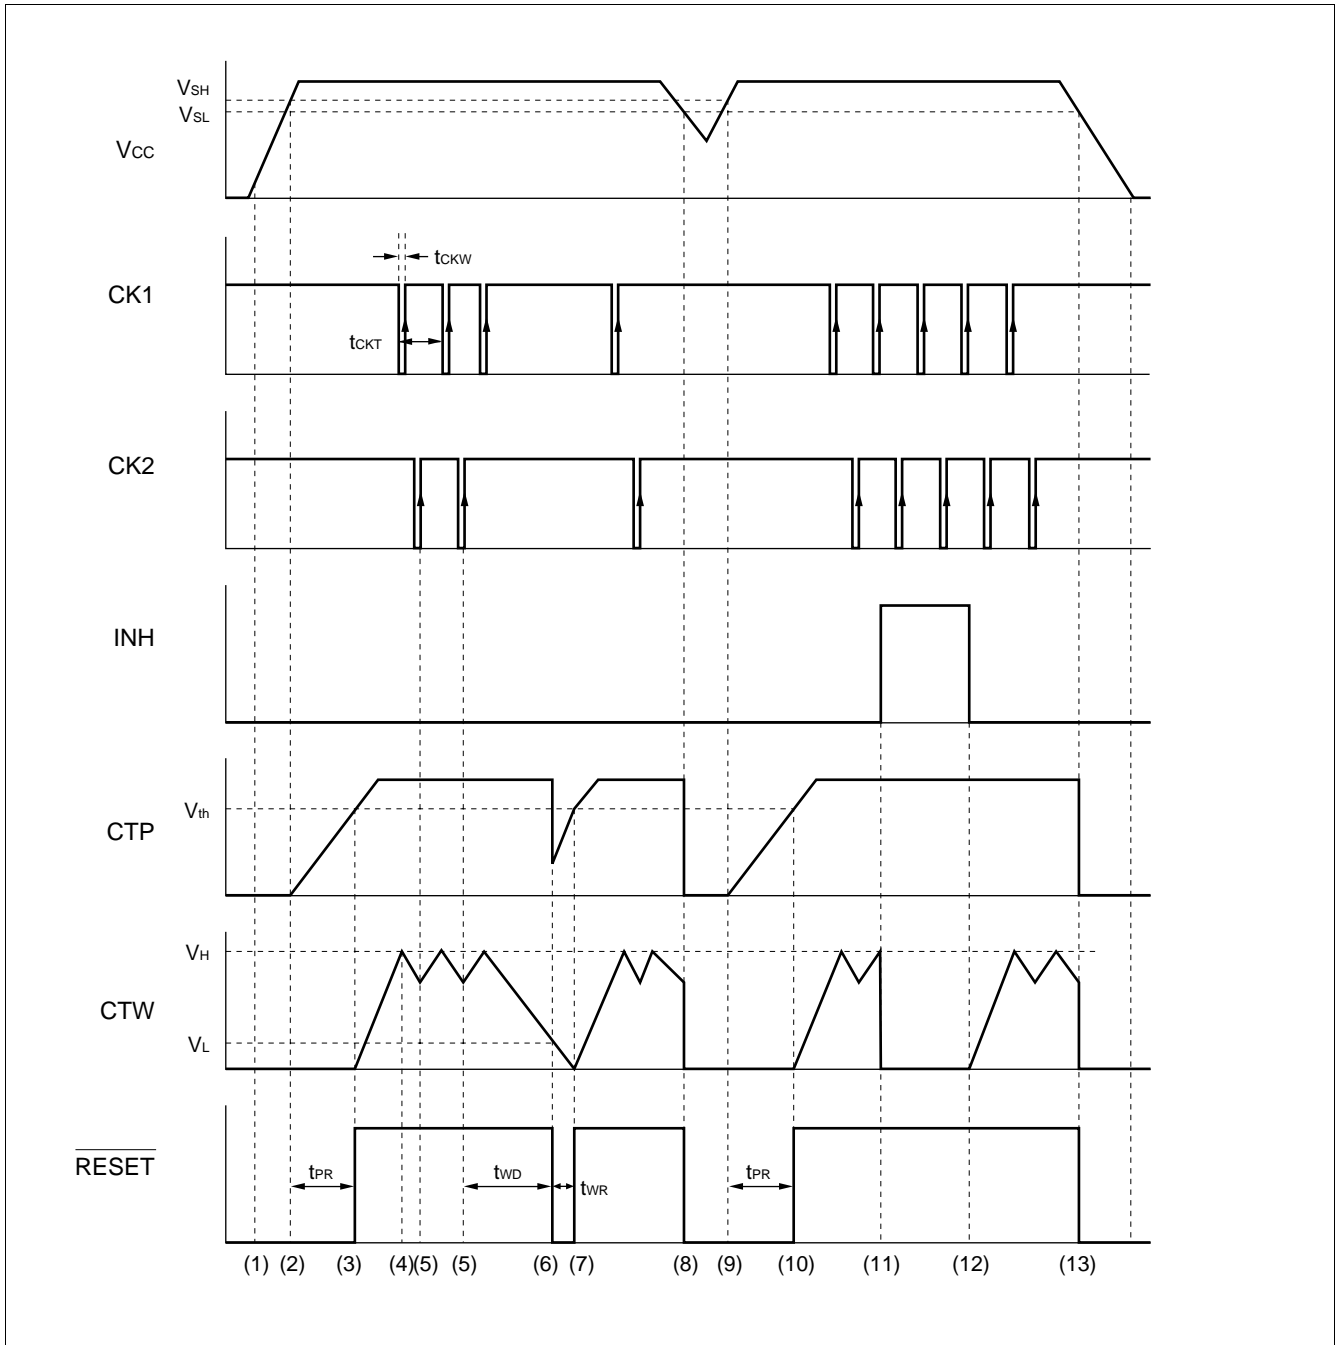 VSH
VSL
VCC
tCKW
CK1
tCKT
CK2
INH
Vth
CTP
VH
CTW
VL
RESET
tPR
tWD
tWR
tPR
(1) (2) (3) (4)(5) (5) (6) (7) (8) (9) (10) (11) (12) (13)